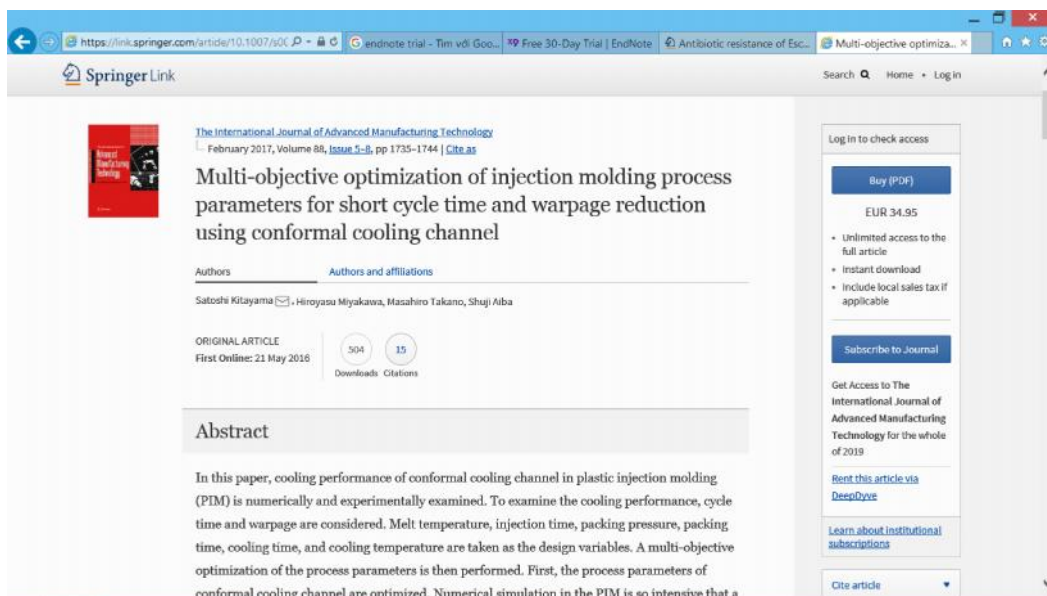 https://link.springer.com/article/10.1007/s00
endnote trial - Tim với Goo...
Free 30-Day Trial | EndNote
Antibiotic resistance of Esc...
Multi-objective optimiza...
Springer Link
Search
Home
Log in
The International Journal of Advanced Manufacturing Technology
February 2017, Volume 88, Issue 5–8, pp 1735–1744 | Cite as
Multi-objective optimization of injection molding process
parameters for short cycle time and warpage reduction
using conformal cooling channel
Authors
Authors and affiliations
Satoshi Kitayama, Hiroyasu Miyakawa, Masahiro Takano, Shuji Aiba
ORIGINAL ARTICLE
First Online: 21 May 2016
504
Downloads
15
Citations
Abstract
In this paper, cooling performance of conformal cooling channel in plastic injection molding
(PIM) is numerically and experimentally examined. To examine the cooling performance, cycle
time and warpage are considered. Melt temperature, injection time, packing pressure, packing
time, cooling time, and cooling temperature are taken as the design variables. A multi-objective
optimization of the process parameters is then performed. First, the process parameters of
conformal cooling channel are optimized. Numerical simulation in the PIM is so intensive that a
Log in to check access
Buy (PDF)
EUR 34.95
• Unlimited access to the
full article
• Instant download
• Include local sales tax if
applicable
Subscribe to Journal
Get Access to The
International Journal of
Advanced Manufacturing
Technology for the whole
of 2019
Rent this article via
DeepDyve
Learn about institutional
subscriptions
Cite article